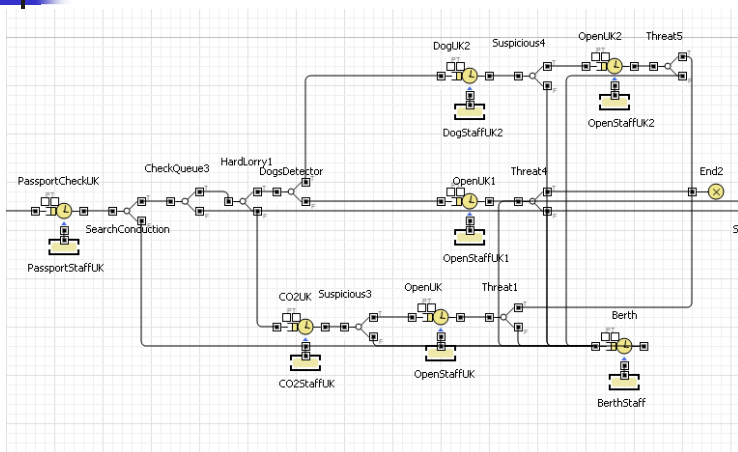 DogUK2
Suspicious4
OpenUK2
Threat5
DogStaffUK2
OpenStaffUK2
PassportCheckUK
CheckQueue3
HardLorry1
DogsDetector
OpenUK1
Threat4
End2
SearchConduction
PassportStaffUK
OpenStaffUK1
S
CO2UK
Suspicious3
OpenUK
Threat1
Berth
CO2StaffUK
OpenStaffUK
BerthStaff